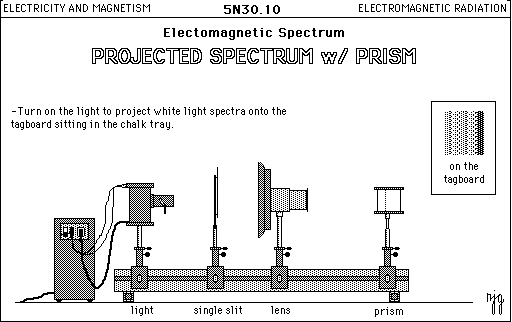 ELECTRICITY AND MAGNETISM 5N30.10 ELECTROMAGNETIC RADIATION
Electomagnetic Spectrum
PROJECTED SPECTRUM w/ PRISM
-Turn on the light to project white light spectra onto the
tagboard sitting in the chalk tray.
on the
tagboard
light single slit lens prism
njg